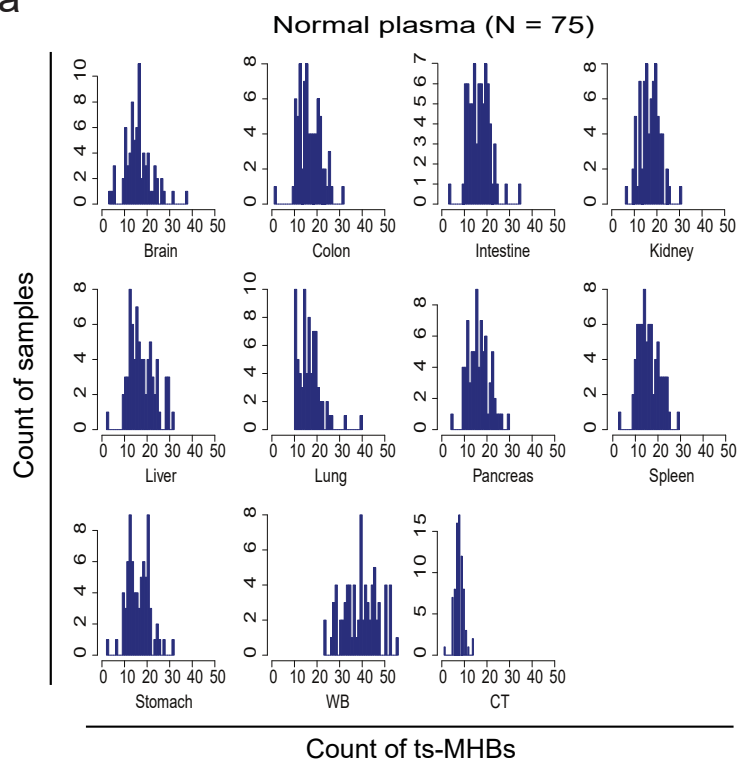 a
Normal plasma (N = 75)
Count of samples
0 2 4 6 8 10
0 10 20 30 40 50
Brain
0 2 4 6 8
0 10 20 30 40 50
Colon
0 1 2 3 4 5 6 7
0 10 20 30 40 50
Intestine
0 2 4 6 8
0 10 20 30 40 50
Kidney
0 2 4 6 8
0 10 20 30 40 50
Liver
0 2 4 6 8 10
0 10 20 30 40 50
Lung
0 2 4 6 8
0 10 20 30 40 50
Pancreas
0 2 4 6 8
0 10 20 30 40 50
Spleen
0 2 4 6 8
0 10 20 30 40 50
Stomach
0 2 4 6 8
0 10 20 30 40 50
WB
0 5 10 15
0 10 20 30 40 50
CT
Count of ts-MHBs